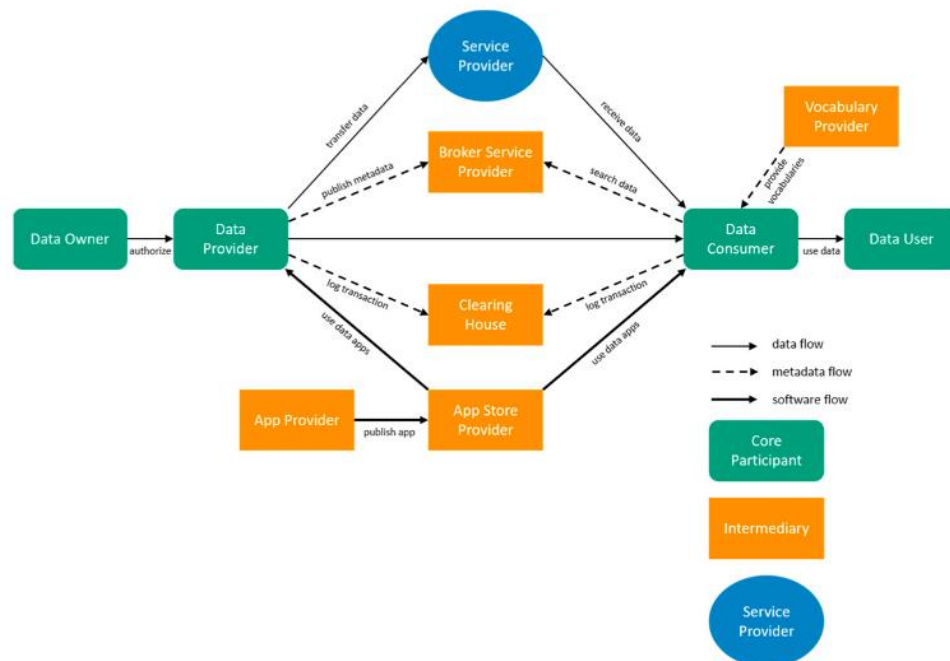 Service
Provider
transfer data
receive data
Vocabulary
Provider
Broker Service
Provider
publish metadata
search data
provide
vocabularies
Data Owner
authorize
Data
Provider
Data
Consumer
use data
Data User
log transaction
log transaction
Clearing
House
use data apps
use data apps
data flow
metadata flow
software flow
App Provider
publish app
App Store
Provider
Core
Participant
Intermediary
Service
Provider